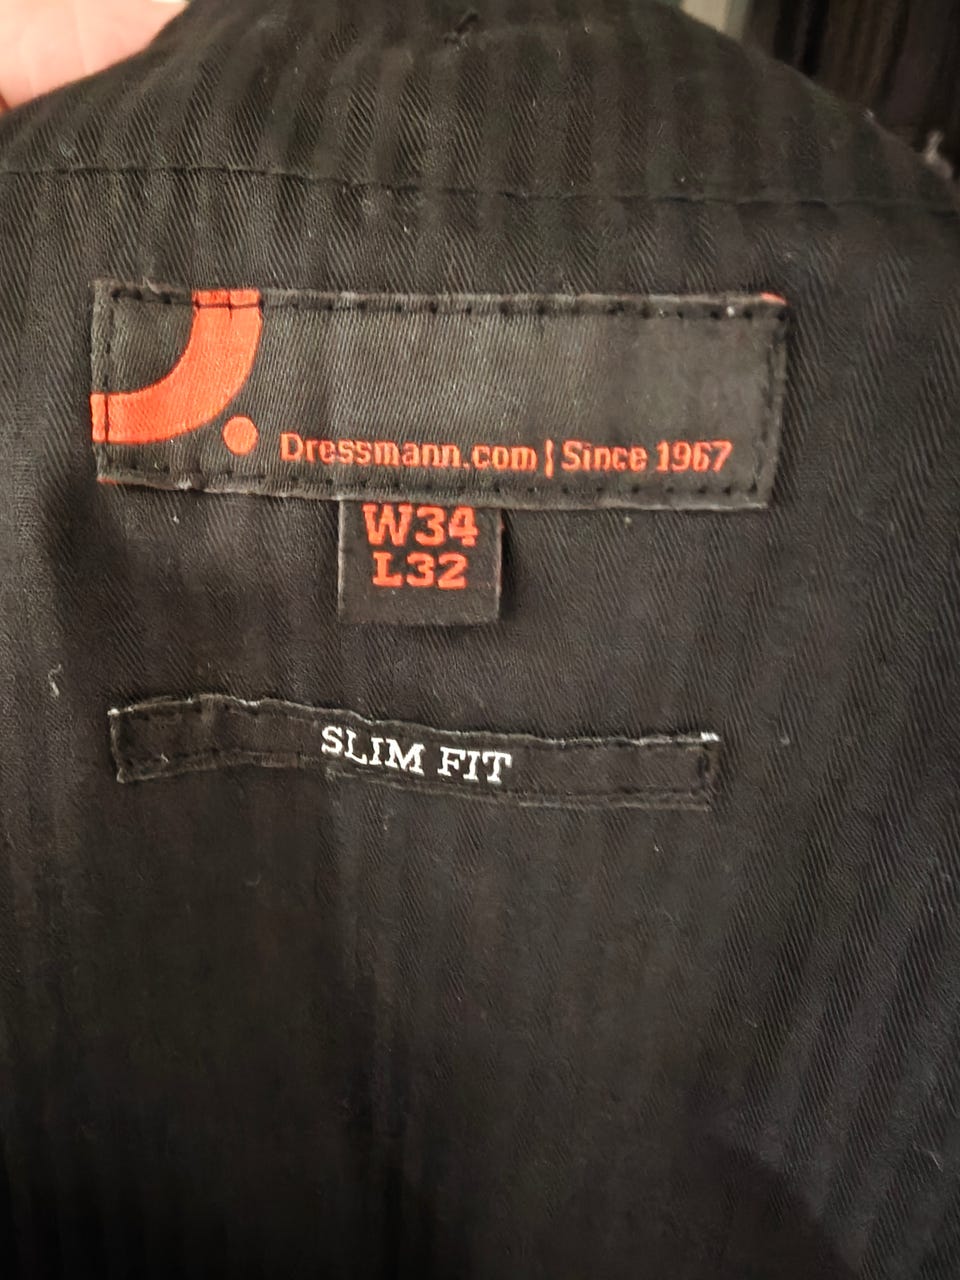 Dressmann.com | Since 1967
W34
L32
SLIM FIT